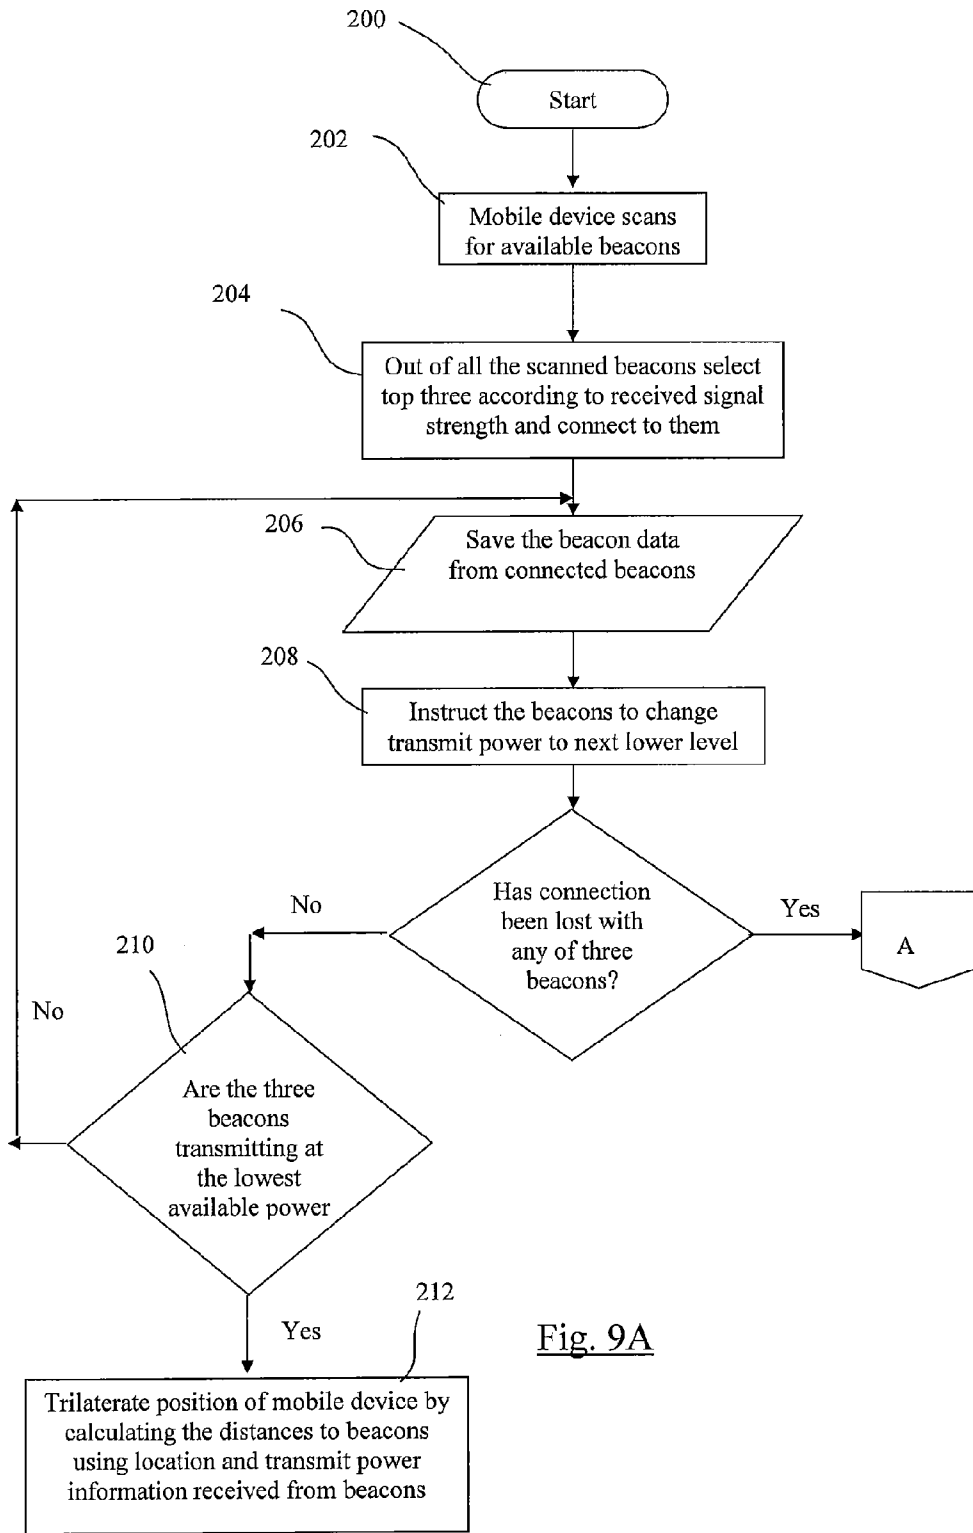 200
Start
202
Mobile device scans
for available beacons
204
Out of all the scanned beacons select
top three according to received signal
strength and connect to them
206
Save the beacon data
from connected beacons
208
Instruct the beacons to change
transmit power to next lower level
Has connection
been lost with
any of three
beacons?
No
Yes
A
210
No
Are the three
beacons
transmitting at
the lowest
available power
Yes
212
Trilaterate position of mobile device by
calculating the distances to beacons
using location and transmit power
information received from beacons
Fig. 9A